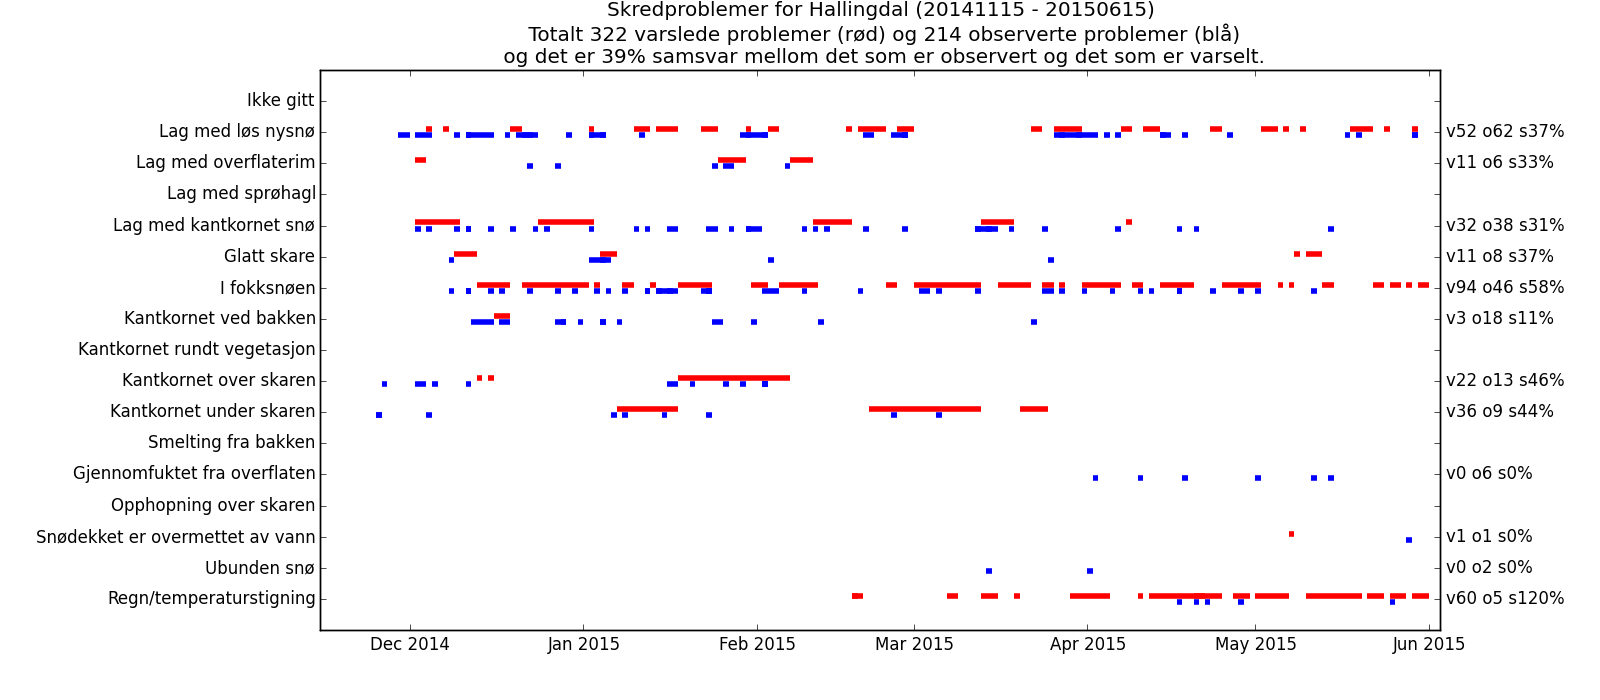 Skredproblemer for Hallingdal (20141115 - 20150615)
Totalt 322 varslede problemer (rød) og 214 observerte problemer (blå)
og det er 39% samsvar mellom det som er observert og det som er varselt.
Ikke gitt
Lag med løs nysnø v52 o62 s37%
Lag med overflaterim v11 o6 s33%
Lag med sprøhagl
Lag med kantkornet snø v32 o38 s31%
Glatt skare v11 o8 s37%
I fokksnøen v94 o46 s58%
Kantkornet ved bakken v3 o18 s11%
Kantkornet rundt vegetasjon
Kantkornet over skaren v22 o13 s46%
Kantkornet under skaren v36 o9 s44%
Smelting fra bakken
Gjennomfuktet fra overflaten v0 o6 s0%
Opphopning over skaren
Snødekket er overmettet av vann v1 o1 s0%
Ubunden snø v0 o2 s0%
Regn/temperaturstigning v60 o5 s120%
Dec 2014 Jan 2015 Feb 2015 Mar 2015 Apr 2015 May 2015 Jun 2015